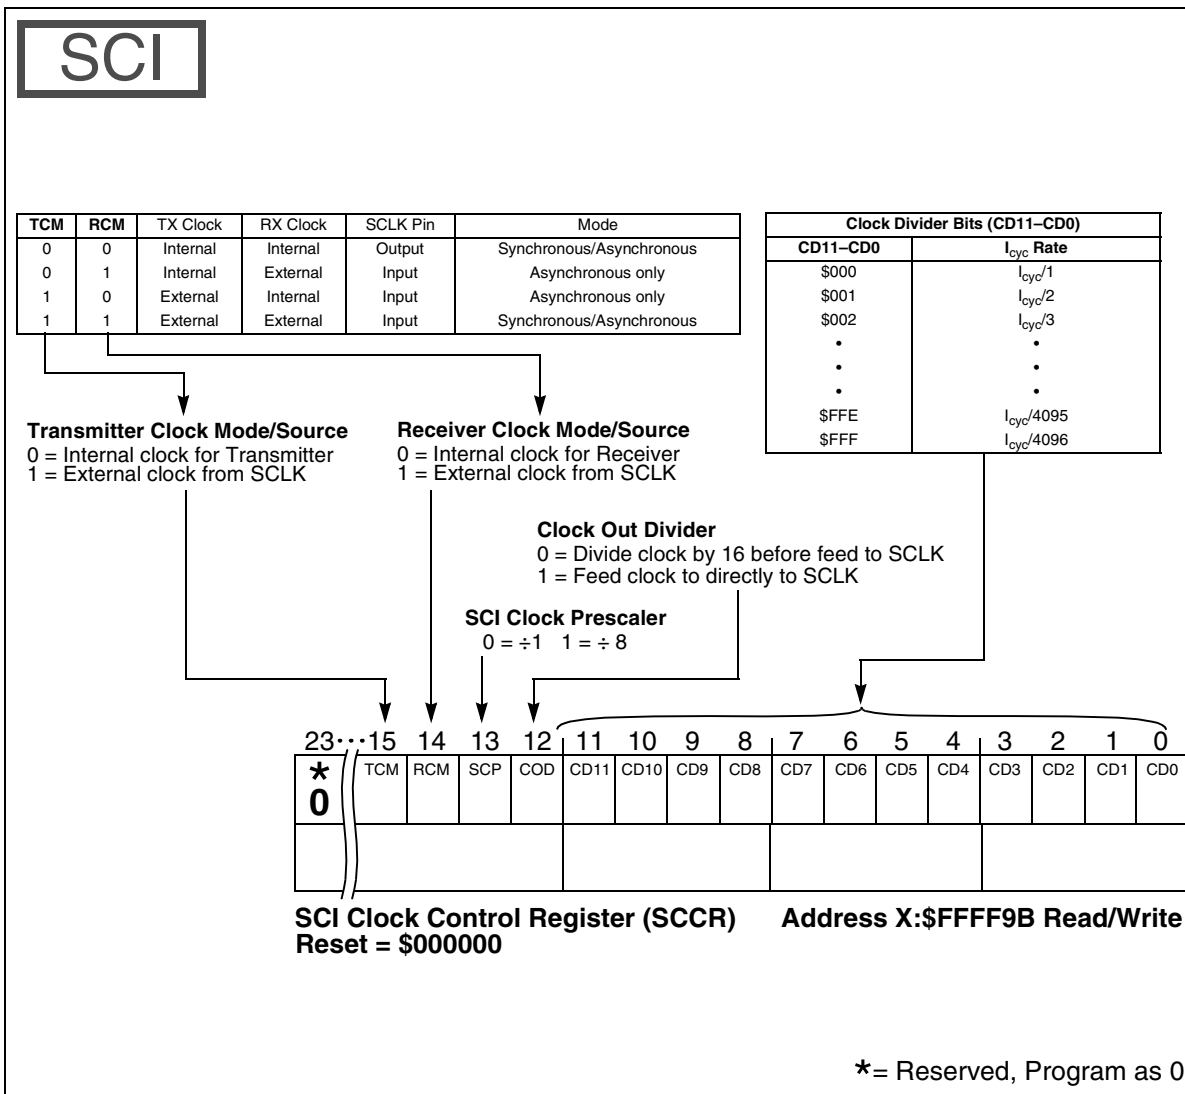 SCI
TCM RCM TX Clock RX Clock SCLK Pin Mode
0 0 Internal Internal Output Synchronous/Asynchronous
0 1 Internal External Input Asynchronous only
1 0 External Internal Input Asynchronous only
1 1 External External Input Synchronous/Asynchronous
Clock Divider Bits (CD11–CD0)
CD11–CD0 Icyc Rate
$000 Icyc/1
$001 Icyc/2
$002 Icyc/3
• •
• •
• •
$FFE Icyc/4095
$FFF Icyc/4096
Transmitter Clock Mode/Source
0 = Internal clock for Transmitter
1 = External clock from SCLK
Receiver Clock Mode/Source
0 = Internal clock for Receiver
1 = External clock from SCLK
Clock Out Divider
0 = Divide clock by 16 before feed to SCLK
1 = Feed clock to directly to SCLK
SCI Clock Prescaler
0 = ÷1 1 = ÷ 8
23 ··· 15 14 13 12 11 10 9 8 7 6 5 4 3 2 1 0
* TCM RCM SCP COD CD11 CD10 CD9 CD8 CD7 CD6 CD5 CD4 CD3 CD2 CD1 CD0
0
SCI Clock Control Register (SCCR) Address X:$FFFF9B Read/Write
Reset = $000000
*= Reserved, Program as 0